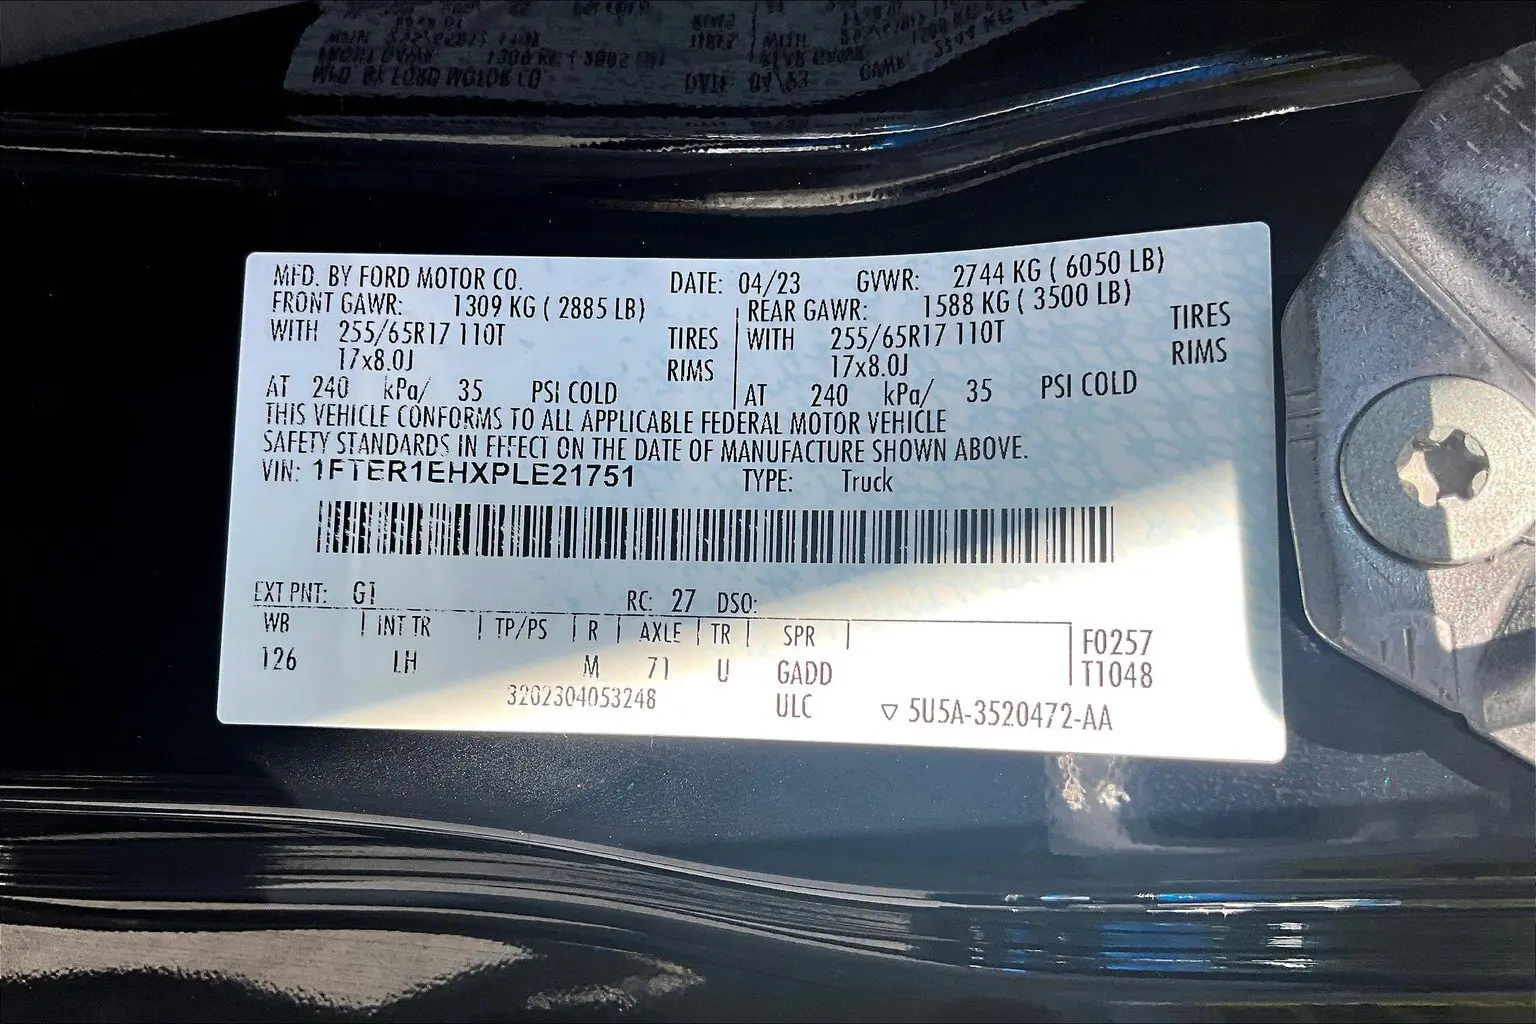 MFD. BY FORD MOTOR CO. DATE: 04/23 GVWR: 2744 KG ( 6050 LB)
FRONT GAWR: 1309 KG ( 2885 LB) REAR GAWR: 1588 KG ( 3500 LB)
WITH 255/65R17 110T TIRES WITH 255/65R17 110T TIRES
17x8.0J RIMS 17x8.0J RIMS
AT 240 kPa/ 35 PSI COLD AT 240 kPa/ 35 PSI COLD
THIS VEHICLE CONFORMS TO ALL APPLICABLE FEDERAL MOTOR VEHICLE
SAFETY STANDARDS IN EFFECT ON THE DATE OF MANUFACTURE SHOWN ABOVE.
VIN: 1FTER1EHXPLE21751 TYPE: Truck
EXT PNT: G1 RC: 27 DSO:
WB INT TR TP/PS R AXLE TR SPR F0257
126 LH M 71 U GADD T1048
3202304053248 ULC ▽ 5U5A-3520472-AA